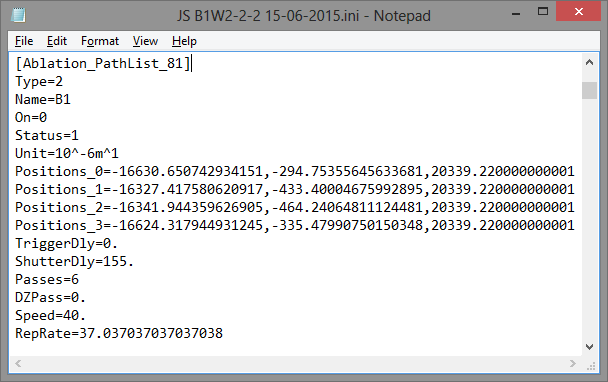 JS B1W2-2-2 15-06-2015.ini - Notepad
File Edit Format View Help
[Ablation_PathList_81]
Type=2
Name=B1
On=0
Status=1
Unit=10^-6m^1
Positions_0=-16630.650742934151,-294.75355645633681,20339.220000000001
Positions_1=-16327.417580620917,-433.40004675992895,20339.220000000001
Positions_2=-16341.944359626905,-464.24064811124481,20339.220000000001
Positions_3=-16624.317944931245,-335.47990750150348,20339.220000000001
TriggerDly=0.
ShutterDly=155.
Passes=6
DZPass=0.
Speed=40.
RepRate=37.037037037037038